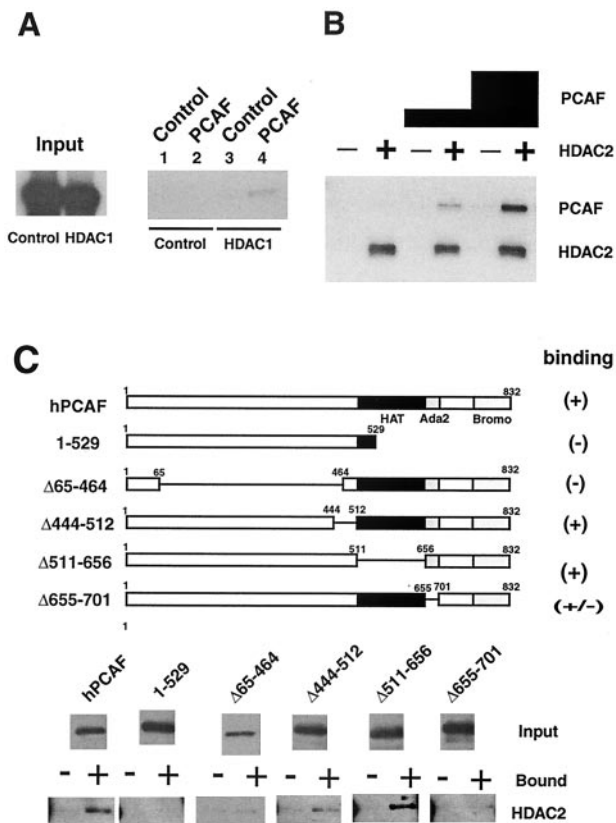 A
Input
Control HDAC1
Control PCAF Control PCAF
1 2 3 4
Control HDAC1
B
PCAF
— + — + — + HDAC2
PCAF
HDAC2
C
binding
1 832
hPCAF (+)
HAT Ada2 Bromo
1 529
1-529 (-)
1 65 464 832
Δ65-464 (-)
1 444 512 832
Δ444-512 (+)
1 511 656 832
Δ511-656 (+)
1 655 701 832
Δ655-701 (+/-)
1
hPCAF 1-529 Δ65-464 Δ444-512 Δ511-656 Δ655-701
Input
- + - + - + - + - + - + Bound
HDAC2